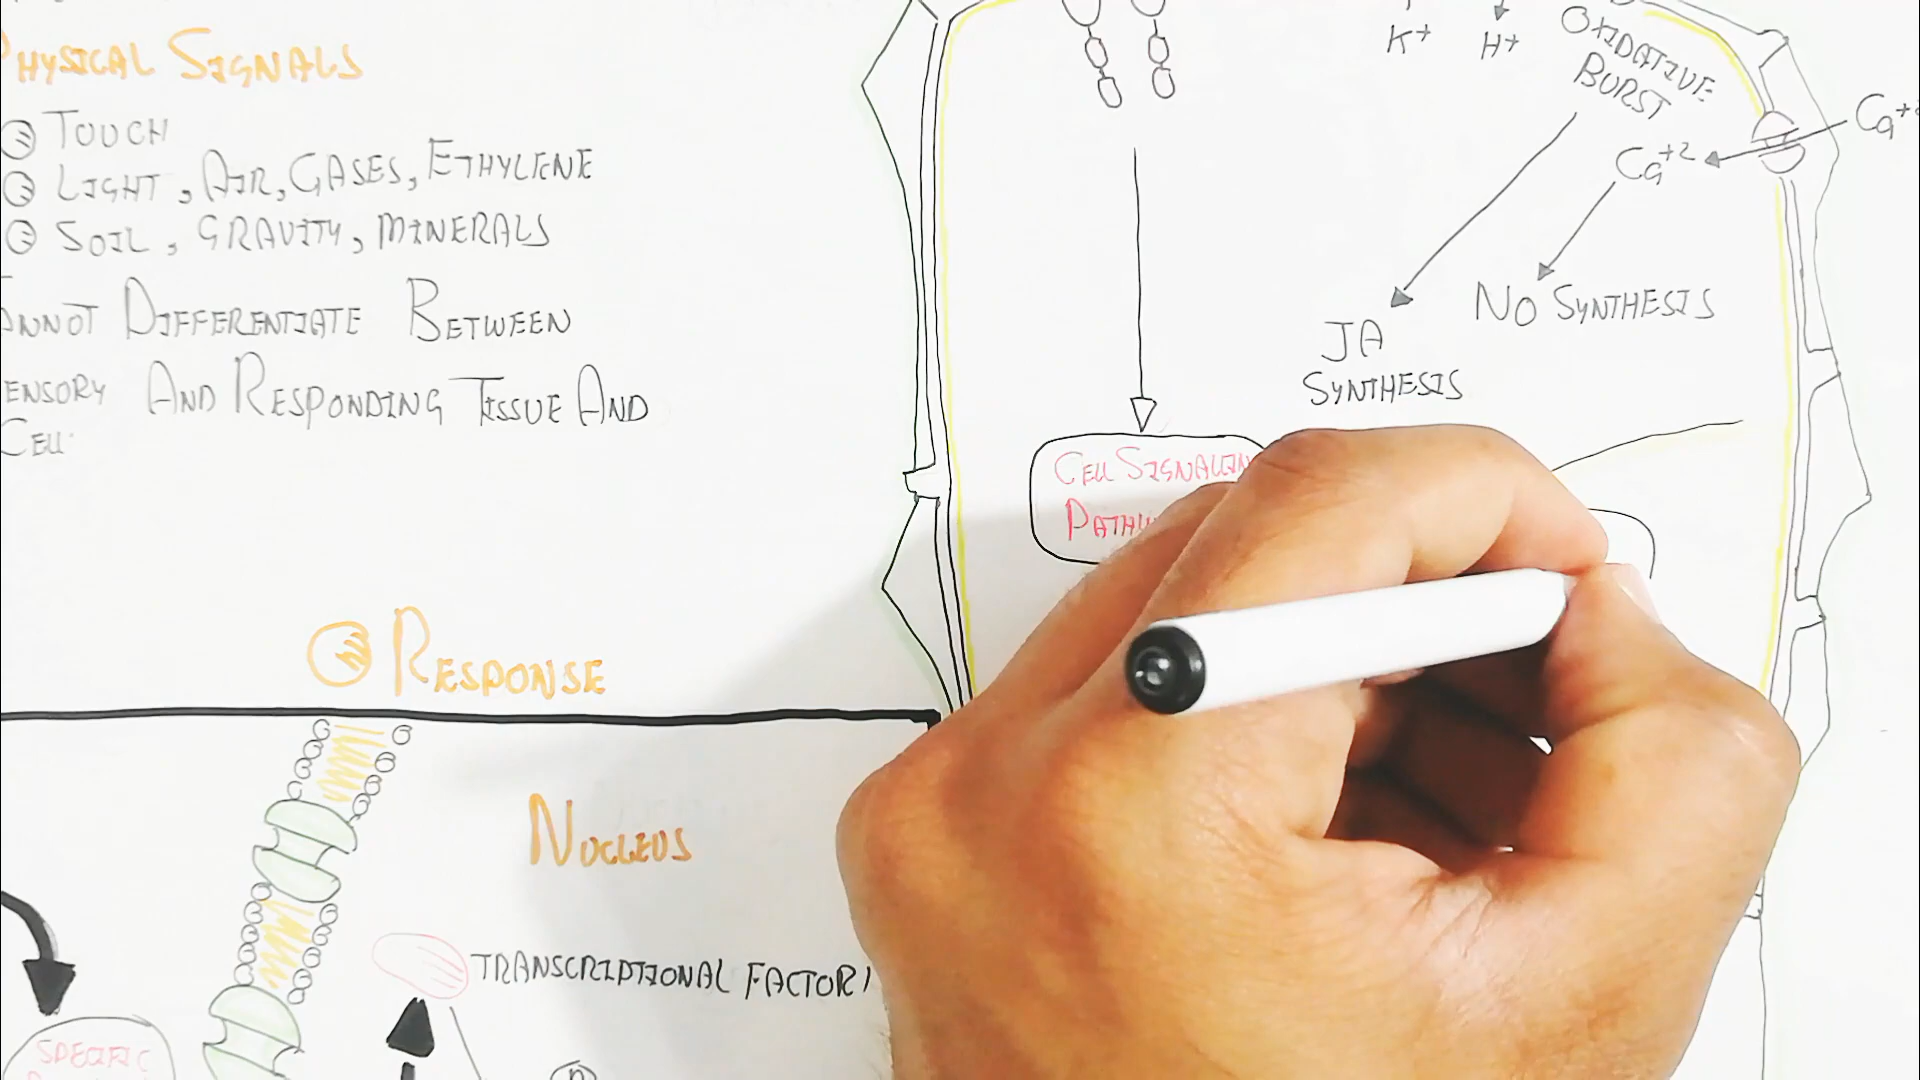 PHYSICAL SIGNALS
TOUCH
LIGHT, AIR, GASES, ETHYLENE
SOIL, GRAVITY, MINERALS
DIFFERENTIATE BETWEEN
AND RESPONDING TISSUE AND
CELL
RESPONSE
NUCLEUS
TRANSCRIPTIONAL FACTOR
SPECIFIC
K+ H+
OXIDATIVE
BURST
Ca+2
NO SYNTHESIS
JA
SYNTHESIS
CELL